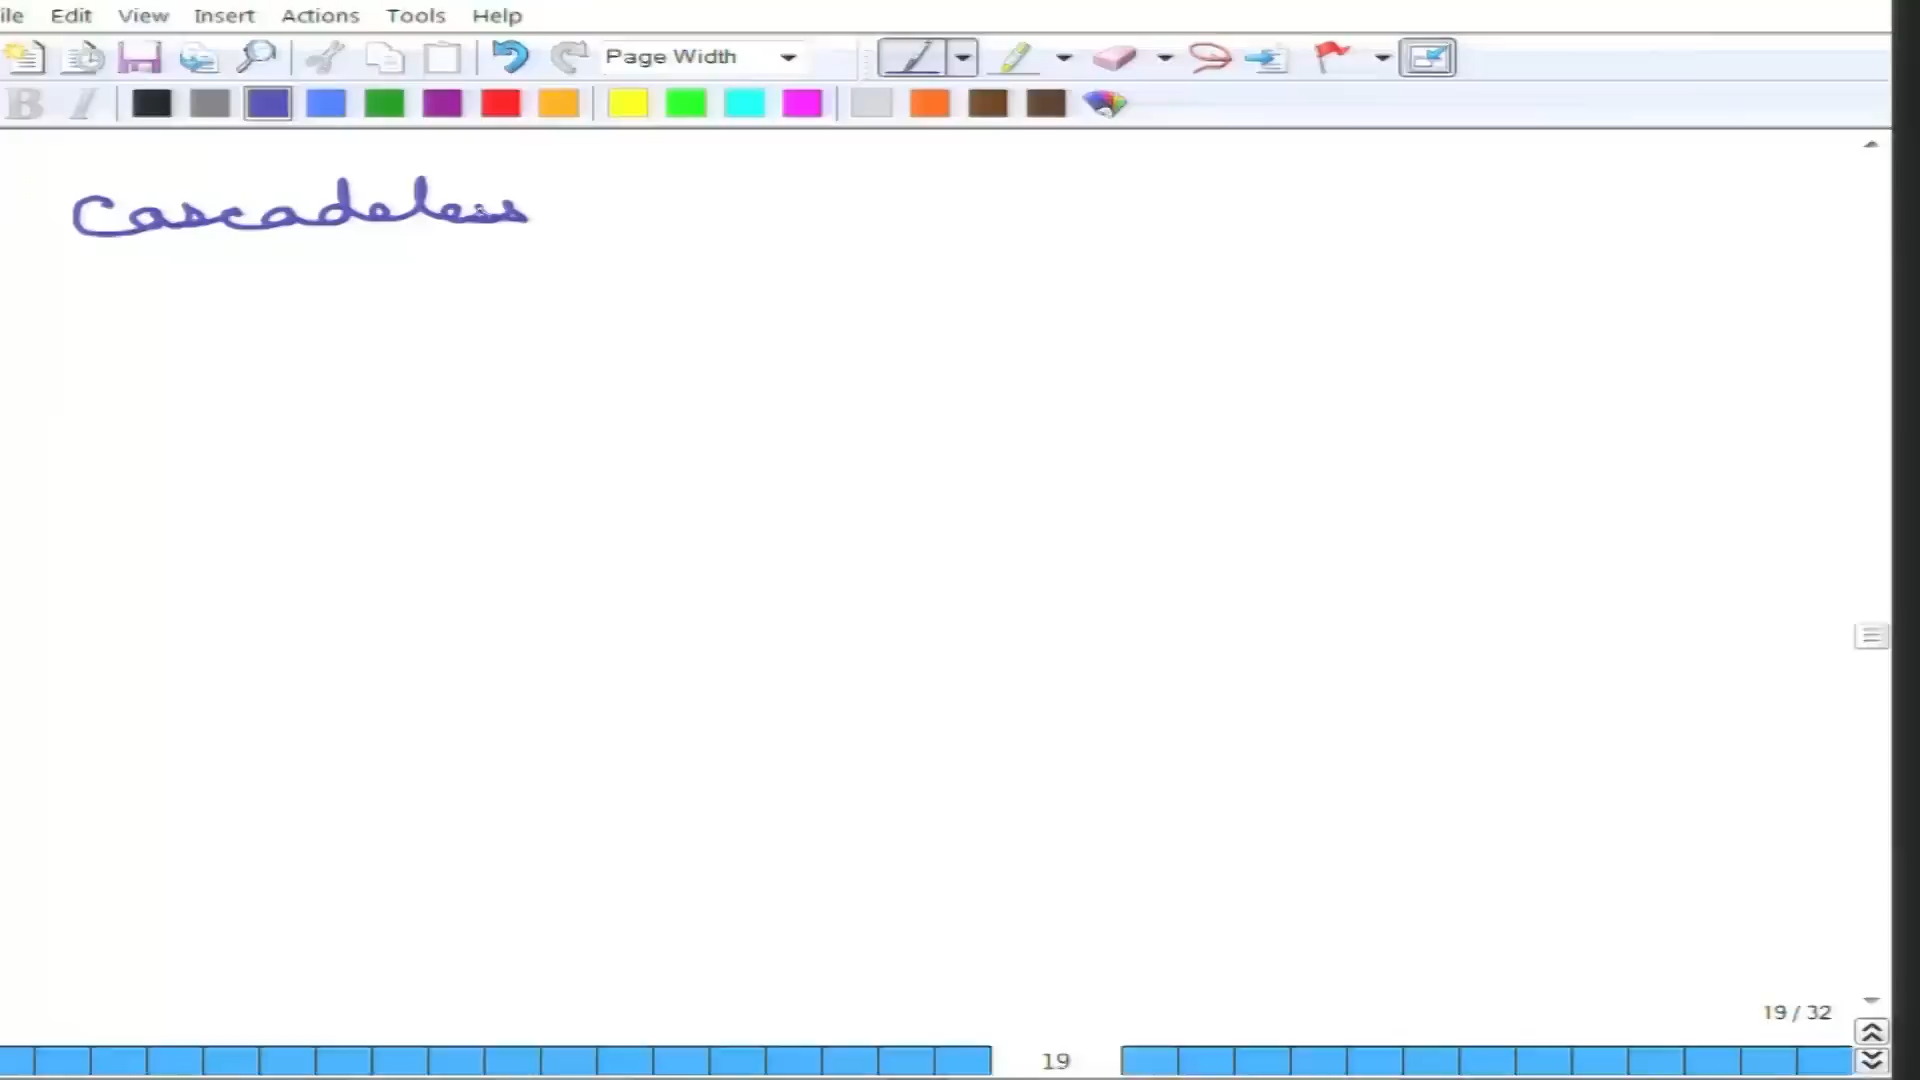 ile Edit View Insert Actions Tools Help
Page Width
B I
Cascadeless
19 / 32
19